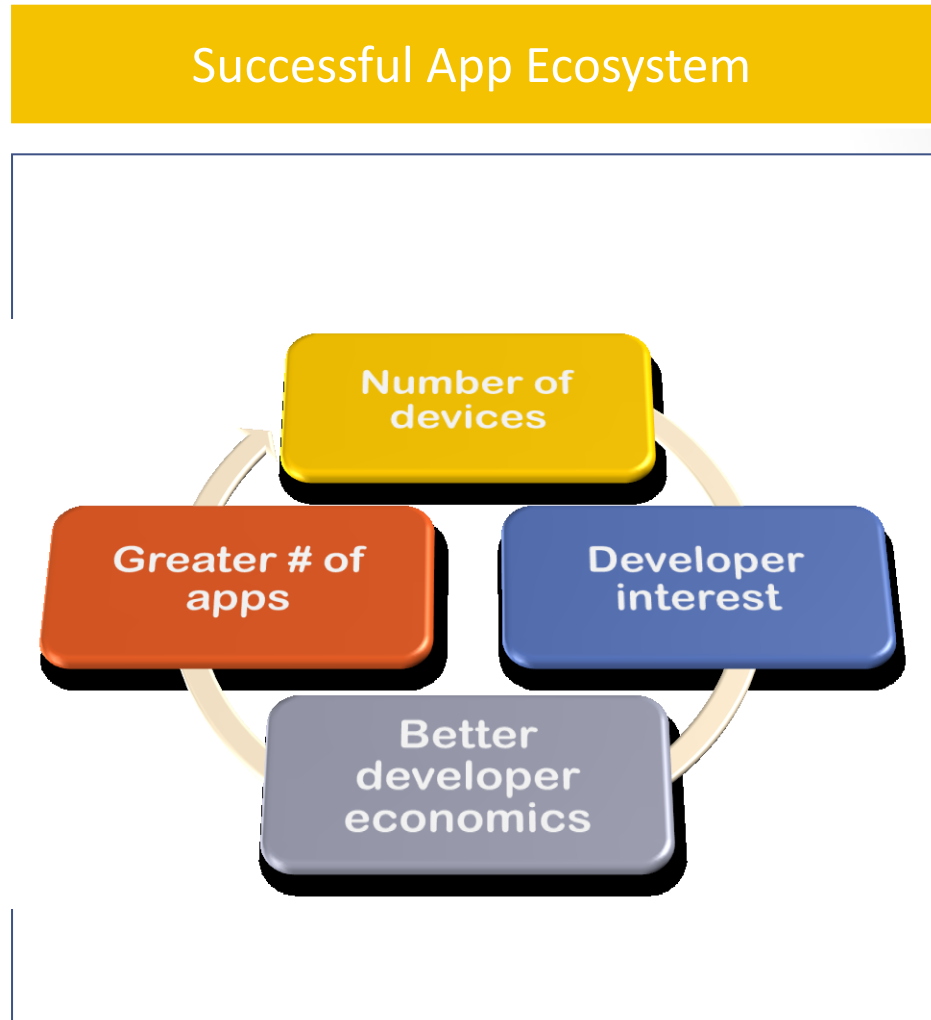 Successful App Ecosystem
Number of
devices
Developer
interest
Better
developer
economics
Greater # of
apps